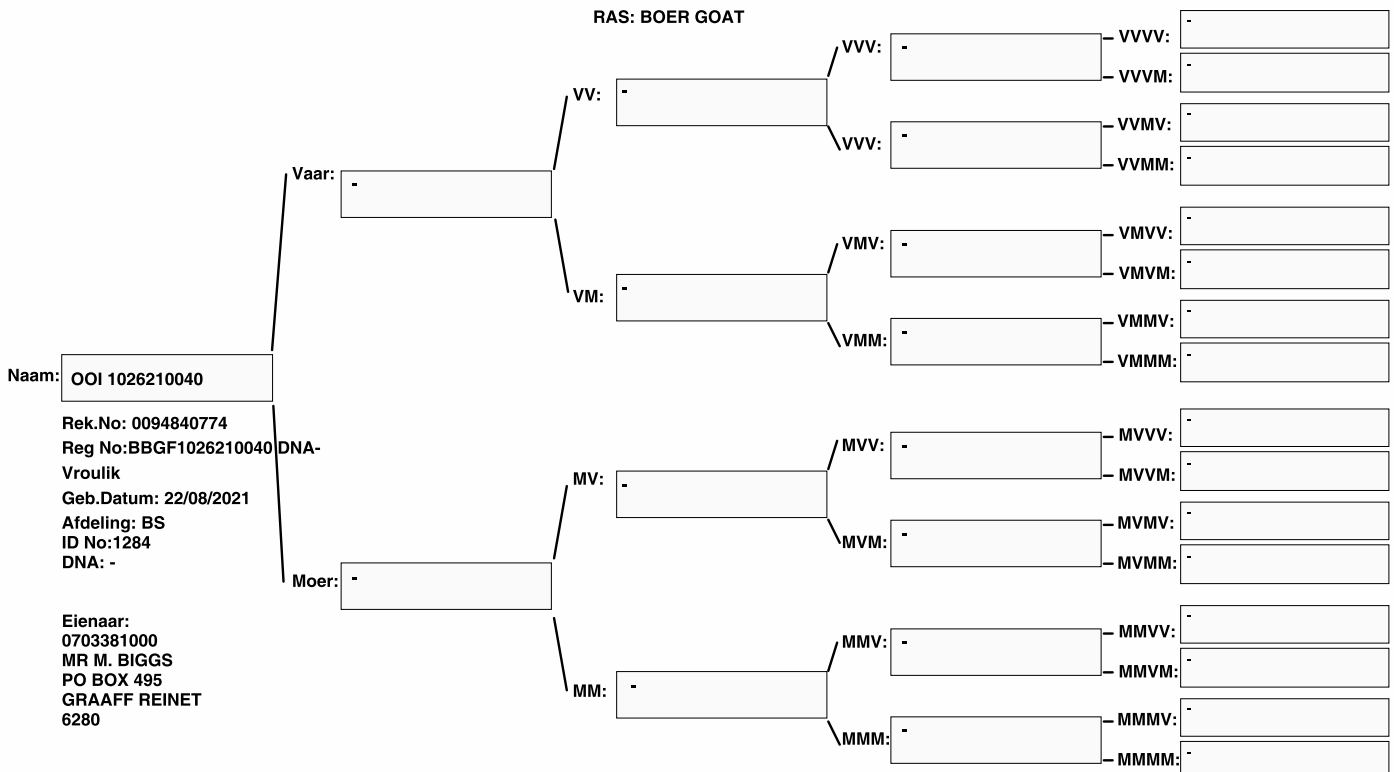 RAS: BOER GOAT
Naam: OOI 1026210040
Rek.No: 0094840774
Reg No:BBGF1026210040 DNA-
Vroulik
Geb.Datum: 22/08/2021
Afdeling: BS
ID No:1284
DNA: -
Eienaar:
0703381000
MR M. BIGGS
PO BOX 495
GRAAFF REINET
6280
Vaar: -
Moer: -
VV: -
VM: -
MV: -
MM: -
VVV: -
VVV: -
VMV: -
VMM: -
MVV: -
MVM: -
MMV: -
MMM: -
VVVV: -
VVVM: -
VVMV: -
VVMM: -
VMVV: -
VMVM: -
VMMV: -
VMMM: -
MVVV: -
MVVM: -
MVMV: -
MVMM: -
MMVV: -
MMVM: -
MMMV: -
MMMM: -